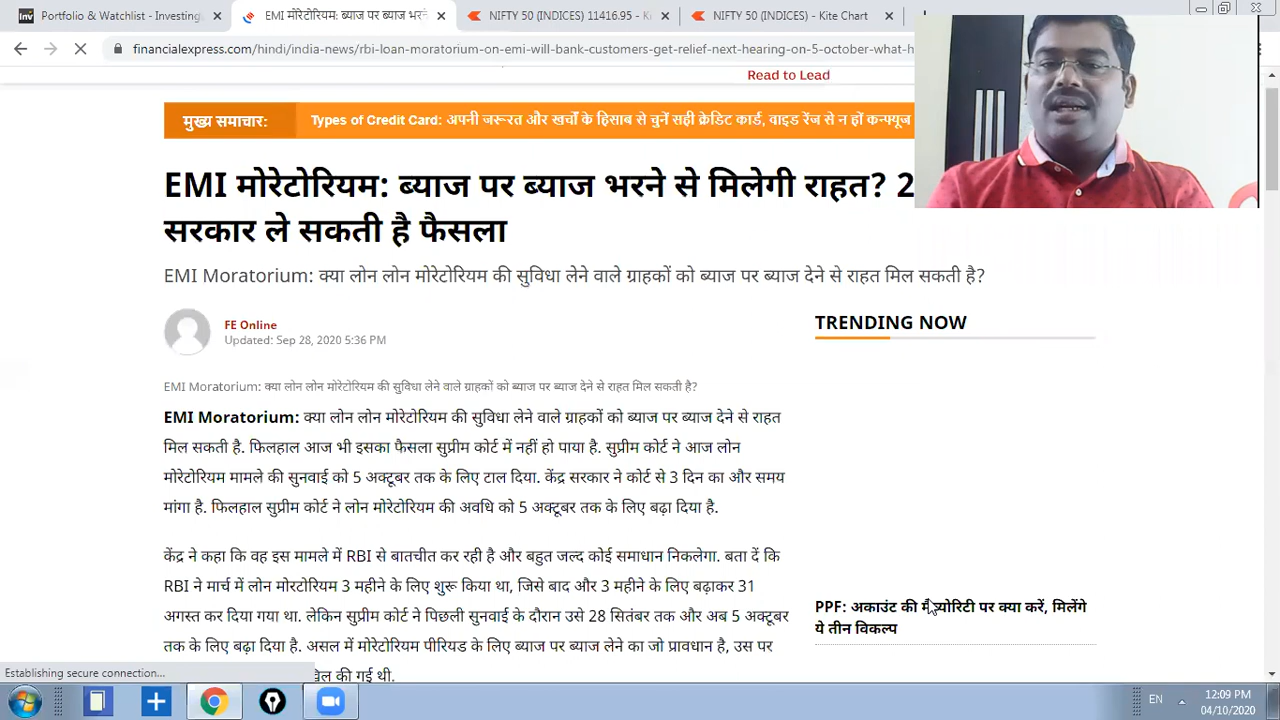 Portfolio & Watchlist - Investing
EMI मोरेटोरियम: ब्याज पर ब्याज भरने
NIFTY 50 (INDICES) 11416.95 - Ki
NIFTY 50 (INDICES) - Kite Chart
financialexpress.com/hindi/india-news/rbi-loan-moratorium-on-emi-will-bank-customers-get-relief-next-hearing-on-5-october-what-h
Read to Lead
मुख्य समाचार:
Types of Credit Card: अपनी जरूरत और खर्चों के हिसाब से चुनें सही क्रेडिट कार्ड, वाइड रेंज से न हों कन्फ्यूज
EMI मोरेटोरियम: ब्याज पर ब्याज भरने से मिलेगी राहत? 2
सरकार ले सकती है फैसला
EMI Moratorium: क्या लोन लोन मोरेटोरियम की सुविधा लेने वाले ग्राहकों को ब्याज पर ब्याज देने से राहत मिल सकती है?
FE Online
Updated: Sep 28, 2020 5:36 PM
TRENDING NOW
EMI Moratorium: क्या लोन लोन मोरेटोरियम की सुविधा लेने वाले ग्राहकों को ब्याज पर ब्याज देने से राहत मिल सकती है?
EMI Moratorium: क्या लोन लोन मोरेटोरियम की सुविधा लेने वाले ग्राहकों को ब्याज पर ब्याज देने से राहत
मिल सकती है. फिलहाल आज भी इसका फैसला सुप्रीम कोर्ट में नहीं हो पाया है. सुप्रीम कोर्ट ने आज लोन
मोरेटोरियम मामले की सुनवाई को 5 अक्टूबर तक के लिए टाल दिया. केंद्र सरकार ने कोर्ट से 3 दिन का और समय
मांगा है. फिलहाल सुप्रीम कोर्ट ने लोन मोरेटोरियम की अवधि को 5 अक्टूबर तक के लिए बढ़ा दिया है.
केंद्र ने कहा कि वह इस मामले में RBI से बातचीत कर रही है और बहुत जल्द कोई समाधान निकलेगा. बता दें कि
RBI ने मार्च में लोन मोरटोरियम 3 महीने के लिए शुरू किया था, जिसे बाद और 3 महीने के लिए बढ़ाकर 31
अगस्त कर दिया गया था. लेकिन सुप्रीम कोर्ट ने पिछली सुनवाई के दौरान उसे 28 सितंबर तक और अब 5 अक्टूबर
तक के लिए बढ़ा दिया है. असल में मोरेटोरियम पीरियड के लिए ब्याज पर ब्याज लेने का जो प्रावधान है, उस पर
की गई थी.
PPF: अकाउंट की मैच्योरिटी पर क्या करें, मिलेंगे
ये तीन विकल्प
Establishing secure connection...
EN
12:09 PM
04/10/2020